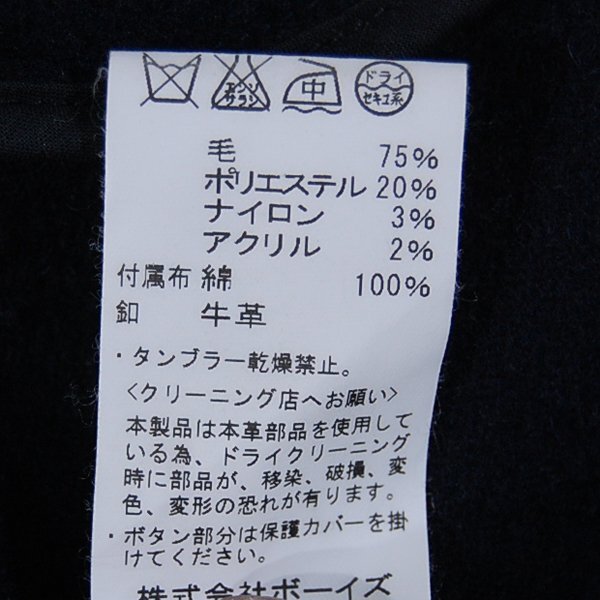 エンソ サラシ 中 ドライ セキユ系
毛 75%
ポリエステル 20%
ナイロン 3%
アクリル 2%
付属布 綿 100%
釦 牛革
・タンブラー乾燥禁止。
<クリーニング店へお願い>
本製品は本革部品を使用して
いる為、ドライクリーニング
時に部品が、移染、破損、変
色、変形の恐れが有ります。
・ボタン部分は保護カバーを掛
けてください。
株式会社ボーイズ